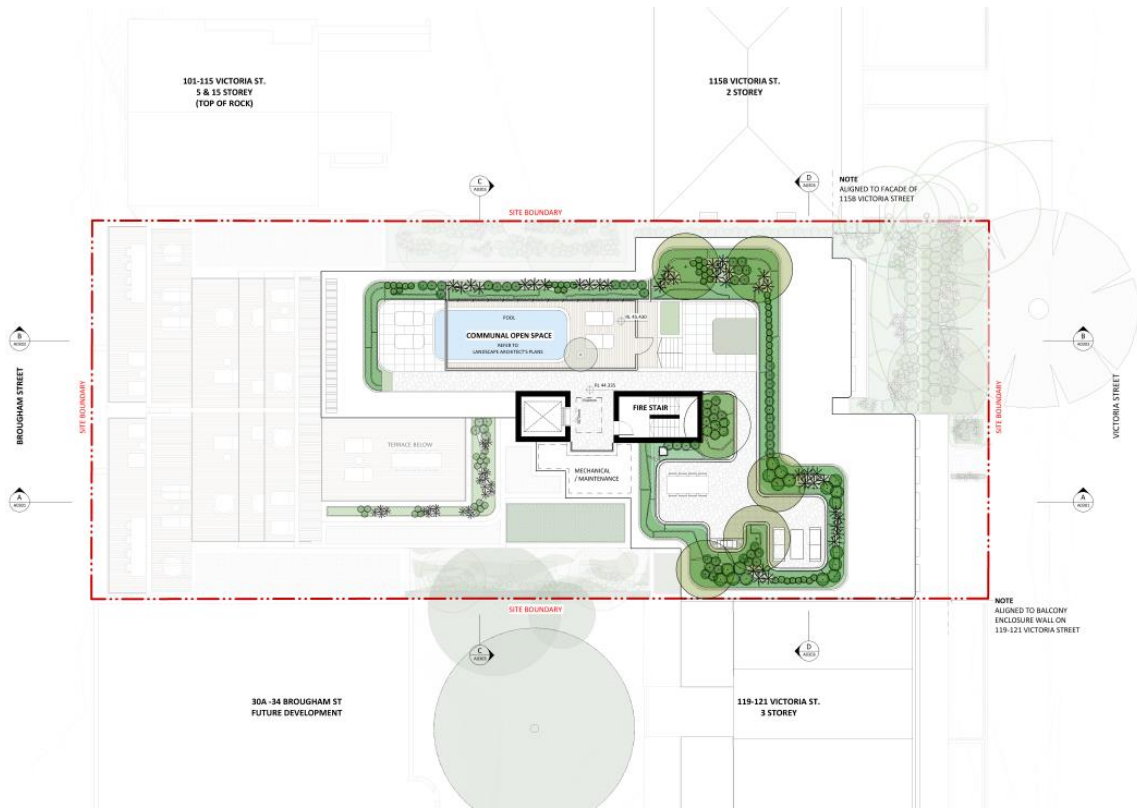 101-115 VICTORIA ST.
5 & 15 STOREY
(TOP OF ROCK)
115B VICTORIA ST.
2 STOREY
C
D
NOTE
ALIGNED TO FACADE OF
115B VICTORIA STREET
SITE BOUNDARY
POOL
COMMUNAL OPEN SPACE
REFER TO
LANDSCAPE ARCHITECT'S PLANS
B
B
BROUGHAM STREET
SITE BOUNDARY
SITE BOUNDARY
VICTORIA STREET
RL 44.355
FIRE STAIR
TERRACE BELOW
MECHANICAL
/ MAINTENANCE
A
A
SITE BOUNDARY
NOTE
ALIGNED TO BALCONY
ENCLOSURE WALL ON
119-121 VICTORIA STREET
C
D
30A -34 BROUGHAM ST
FUTURE DEVELOPMENT
119-121 VICTORIA ST.
3 STOREY